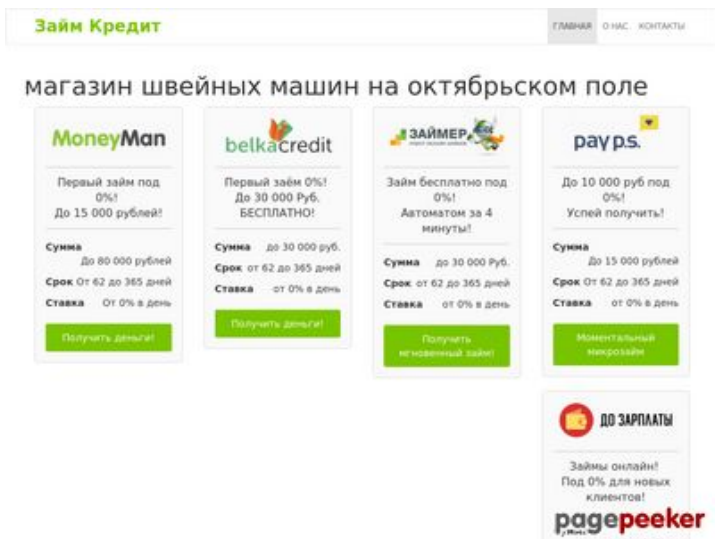 Займ Кредит
ГЛАВНАЯ О НАС КОНТАКТЫ
магазин швейных машин на октябрьском поле
MoneyMan
Первый займ под
0%!
До 15 000 рублей!
Сумма
До 80 000 рублей
Срок От 62 до 365 дней
Ставка От 0% в день
Получить деньги!
belkacredit
Первый заём 0%!
До 30 000 Руб.
БЕСПЛАТНО!
Сумма до 30 000 руб.
Срок от 62 до 365 дней
Ставка от 0% в день
Получить деньги!
ЗАЙМЕР
Займ бесплатно под
0%!
Автоматом за 4
минуты!
Сумма до 30 000 Руб.
Срок от 62 до 365 дней
Ставка от 0% в день
Получить
мгновенный займ!
pay p.s.
До 10 000 руб под
0%!
Успей получить!
Сумма
До 15 000 рублей
Срок От 62 до 365 дней
Ставка от 0% в день
Моментальный
микрозайм
ДО ЗАРПЛАТЫ
Займы онлайн!
Под 0% для новых
клиентов!
pagepeeker